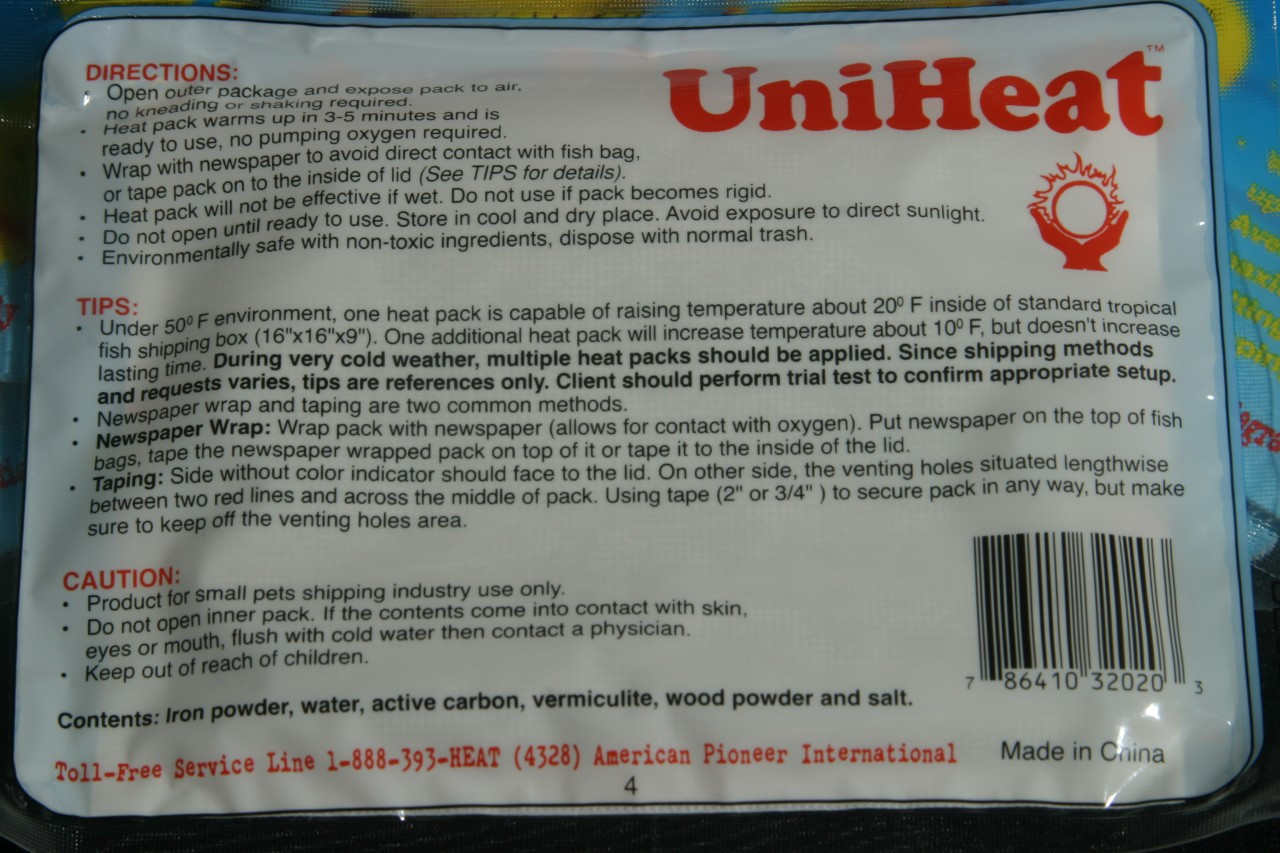 UniHeat™
DIRECTIONS:
• Open outer package and expose pack to air,
no kneading or shaking required.
• Heat pack warms up in 3-5 minutes and is
ready to use, no pumping oxygen required.
• Wrap with newspaper to avoid direct contact with fish bag,
or tape pack on to the inside of lid (See TIPS for details).
• Heat pack will not be effective if wet. Do not use if pack becomes rigid.
• Do not open until ready to use. Store in cool and dry place. Avoid exposure to direct sunlight.
• Environmentally safe with non-toxic ingredients, dispose with normal trash.
TIPS:
• Under 50⁰ F environment, one heat pack is capable of raising temperature about 20⁰ F inside of standard tropical
fish shipping box (16"x16"x9"). One additional heat pack will increase temperature about 10⁰ F, but doesn't increase
lasting time. During very cold weather, multiple heat packs should be applied. Since shipping methods
and requests varies, tips are references only. Client should perform trial test to confirm appropriate setup.
• Newspaper wrap and taping are two common methods.
• Newspaper Wrap: Wrap pack with newspaper (allows for contact with oxygen). Put newspaper on the top of fish
bags, tape the newspaper wrapped pack on top of it or tape it to the inside of the lid.
• Taping: Side without color indicator should face to the lid. On other side, the venting holes situated lengthwise
between two red lines and across the middle of pack. Using tape (2" or 3/4" ) to secure pack in any way, but make
sure to keep off the venting holes area.
CAUTION:
• Product for small pets shipping industry use only.
• Do not open inner pack. If the contents come into contact with skin,
eyes or mouth, flush with cold water then contact a physician.
• Keep out of reach of children.
7 86410 32020 3
Contents: Iron powder, water, active carbon, vermiculite, wood powder and salt.
Toll-Free Service Line 1-888-393-HEAT (4328) American Pioneer International
Made in China
4